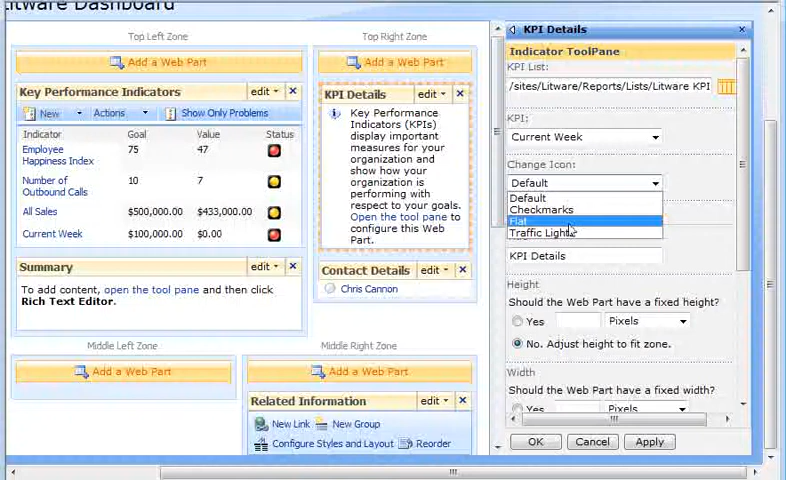 Litware Dashboard
Top Left Zone
Add a Web Part
Key Performance Indicators edit
New Actions Show Only Problems
Indicator Goal Value Status
Employee Happiness Index 75 47
Number of Outbound Calls 10 7
All Sales $500,000.00 $433,000.00
Current Week $100,000.00 $0.00
Summary edit
To add content, open the tool pane and then click
Rich Text Editor.
Top Right Zone
Add a Web Part
KPI Details edit
Key Performance
Indicators (KPIs)
display important
measures for your
organization and
show how your
organization is
performing with
respect to your goals.
Open the tool pane to
configure this Web
Part.
Contact Details edit
Chris Cannon
Middle Left Zone
Add a Web Part
Middle Right Zone
Add a Web Part
Related Information edit
New Link New Group
Configure Styles and Layout Reorder
KPI Details
Indicator ToolPane
KPI List:
/sites/Litware/Reports/Lists/Litware KPI
KPI:
Current Week
Change Icon:
Default
Default
Checkmarks
Flat
Traffic Lights
KPI Details
Height
Should the Web Part have a fixed height?
Yes Pixels
No. Adjust height to fit zone.
Width
Should the Web Part have a fixed width?
Yes Pixels
OK Cancel Apply